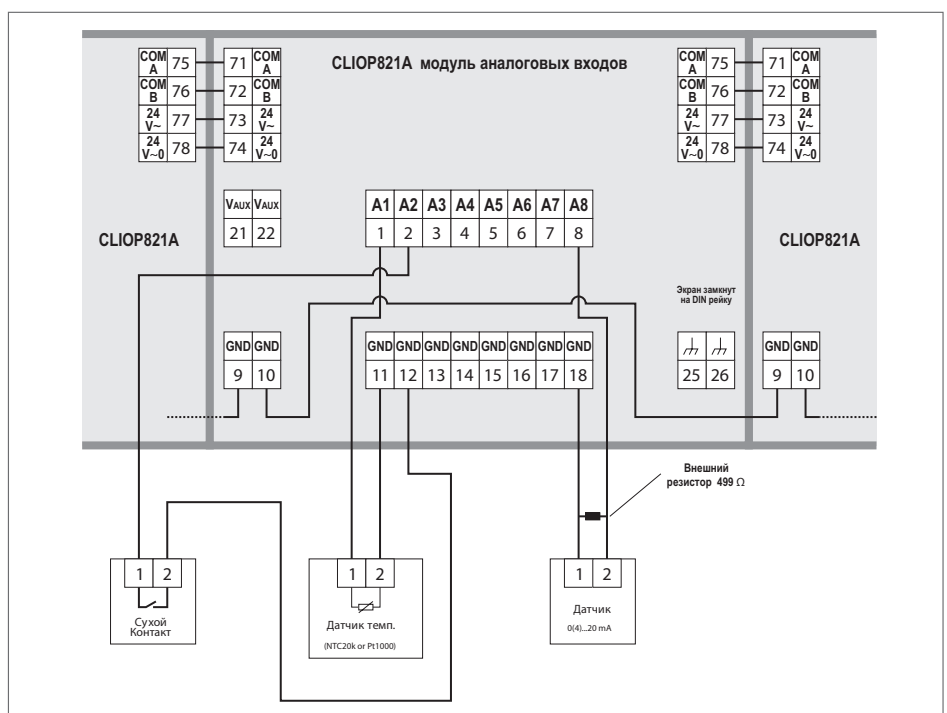 COM A 75 71 COM A CLIOP821A модуль аналоговых входов COM A 75 71 COM A
COM B 76 72 COM B COM B 76 72 COM B
24 V~ 77 73 24 V~ 24 V~ 77 73 24 V~
24 V~0 78 74 24 V~0 24 V~0 78 74 24 V~0
VAUX VAUX A1 A2 A3 A4 A5 A6 A7 A8
21 22 1 2 3 4 5 6 7 8
CLIOP821A CLIOP821A
Экран замкнут
на DIN рейку
GND GND GND GND GND GND GND GND GND GND GND GND
9 10 11 12 13 14 15 16 17 18 25 26 9 10
Внешний
резистор 499 Ω
1 2 1 2 1 2
Сухой
Контакт
Датчик темп.
(NTC20k or Pt1000)
Датчик
0(4)...20 mA